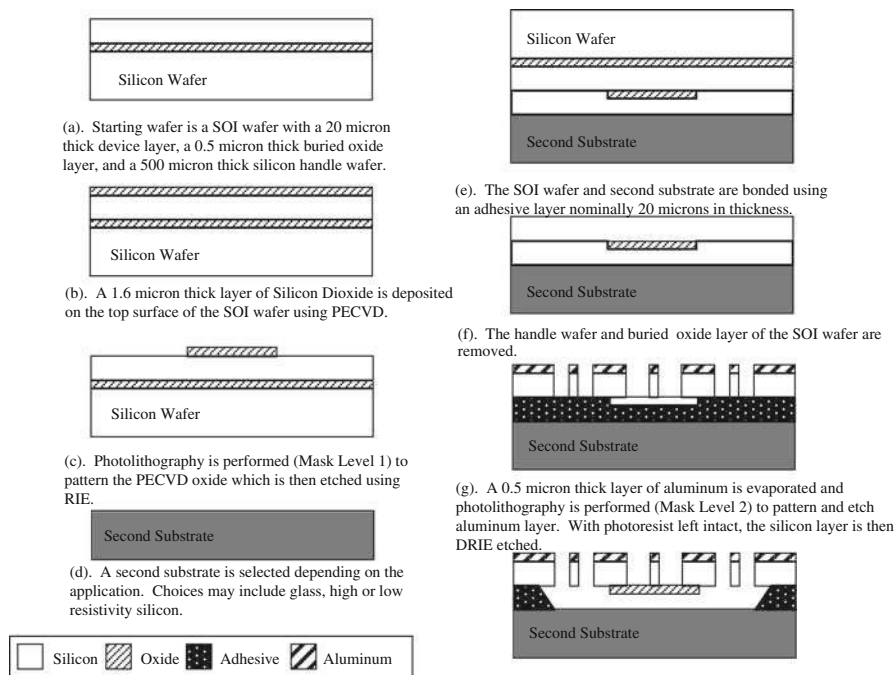 Silicon Wafer
(a). Starting wafer is a SOI wafer with a 20 micron
thick device layer, a 0.5 micron thick buried oxide
layer, and a 500 micron thick silicon handle wafer.
Silicon Wafer
(b). A 1.6 micron thick layer of Silicon Dioxide is deposited
on the top surface of the SOI wafer using PECVD.
Silicon Wafer
(c). Photolithography is performed (Mask Level 1) to
pattern the PECVD oxide which is then etched using
RIE.
Second Substrate
(d). A second substrate is selected depending on the
application. Choices may include glass, high or low
resistivity silicon.
Silicon Oxide Adhesive Aluminum
Silicon Wafer
Second Substrate
(e). The SOI wafer and second substrate are bonded using
an adhesive layer nominally 20 microns in thickness.
Second Substrate
(f). The handle wafer and buried oxide layer of the SOI wafer are
removed.
Second Substrate
(g). A 0.5 micron thick layer of aluminum is evaporated and
photolithography is performed (Mask Level 2) to pattern and etch
aluminum layer. With photoresist left intact, the silicon layer is then
DRIE etched.
Second Substrate